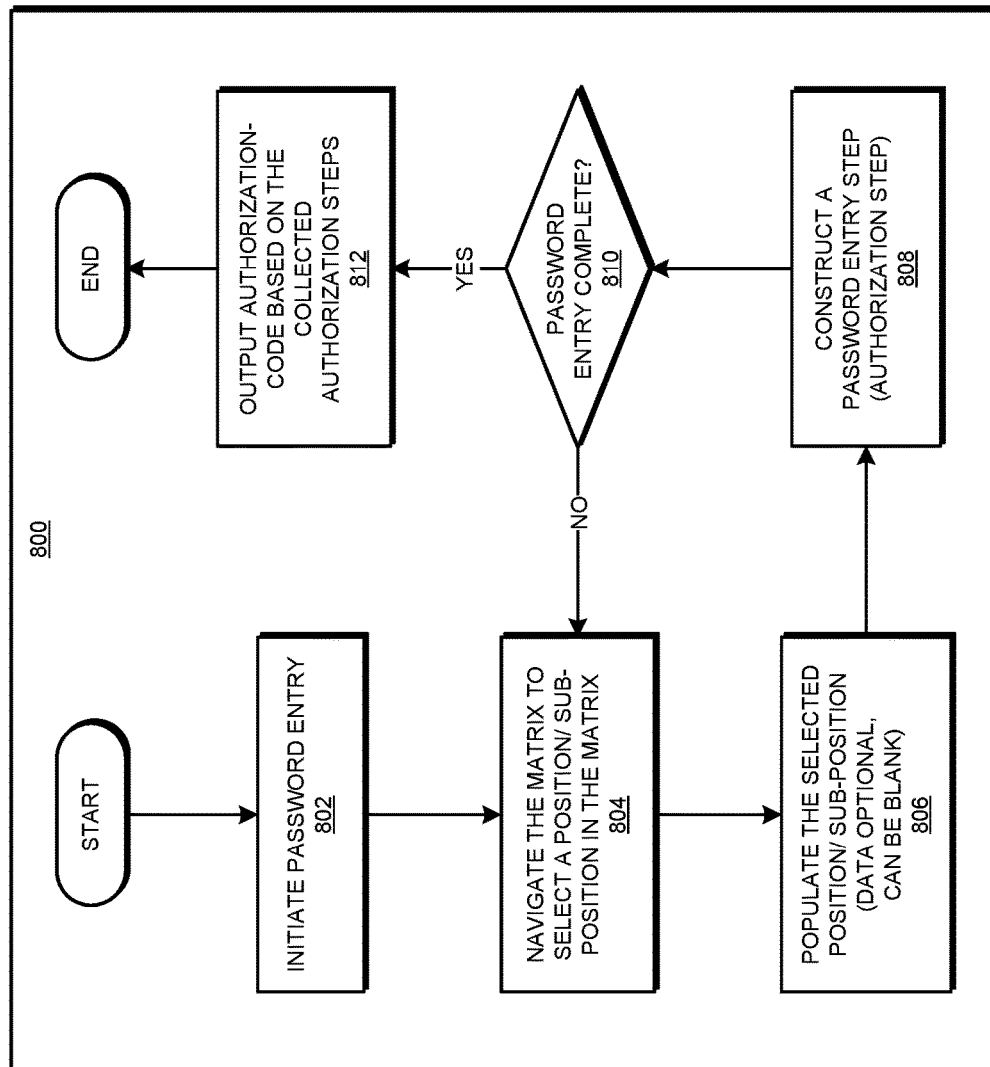 800
START
INITIATE PASSWORD ENTRY
802
NAVIGATE THE MATRIX TO
SELECT A POSITION/ SUB-
POSITION IN THE MATRIX
804
POPULATE THE SELECTED
POSITION/ SUB-POSITION
(DATA OPTIONAL,
CAN BE BLANK)
806
CONSTRUCT A
PASSWORD ENTRY STEP
(AUTHORIZATION STEP)
808
PASSWORD
ENTRY COMPLETE?
810
NO
YES
OUTPUT AUTHORIZATION-
CODE BASED ON THE
COLLECTED
AUTHORIZATION STEPS
812
END